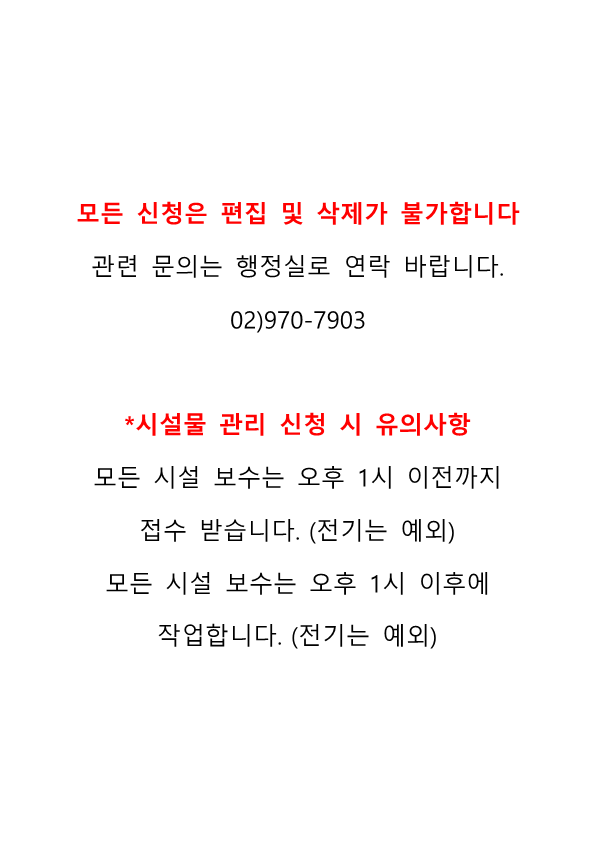 모든 신청은 편집 및 삭제가 불가합니다
관련 문의는 행정실로 연락 바랍니다.
02)970-7903
*시설물 관리 신청 시 유의사항
모든 시설 보수는 오후 1시 이전까지
접수 받습니다. (전기는 예외)
모든 시설 보수는 오후 1시 이후에
작업합니다. (전기는 예외)